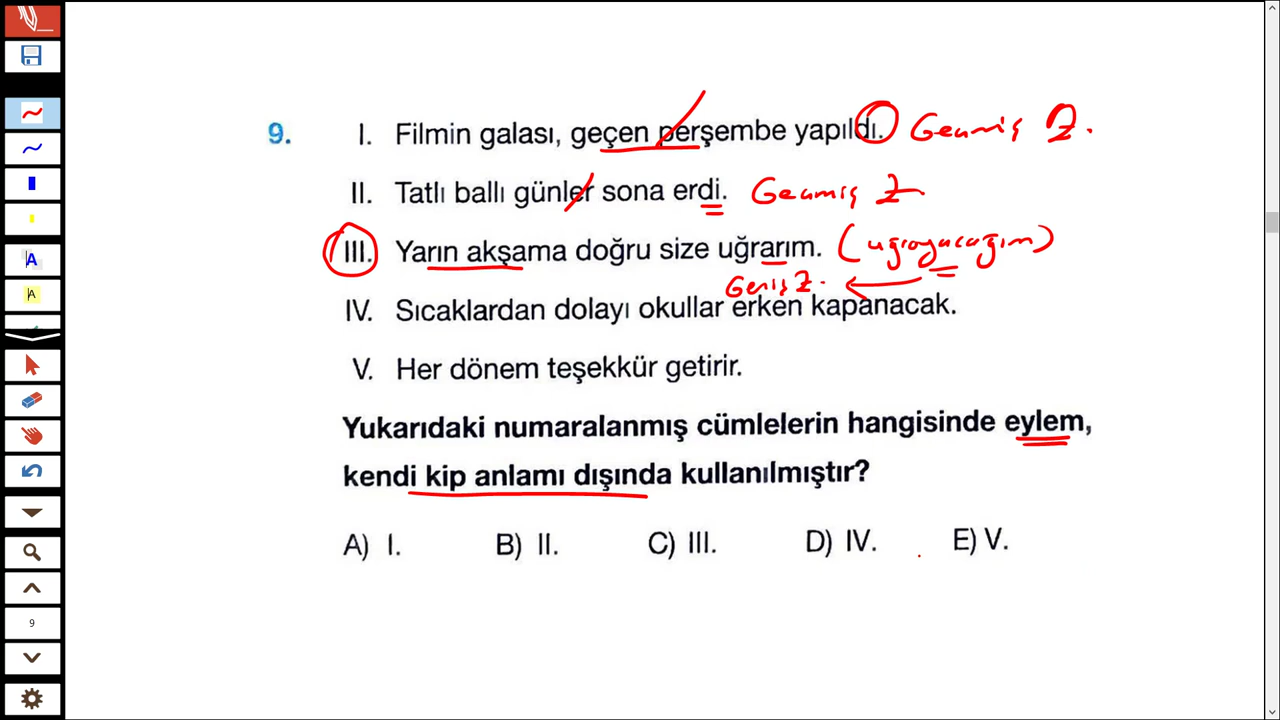 9. I. Filmin galası, geçen perşembe yapıldı. Geçmiş Z.
II. Tatlı ballı günler sona erdi. Geçmiş Z
III. Yarın akşama doğru size uğrarım. (uğrayacağım)
Geniş Z.
IV. Sıcaklardan dolayı okullar erken kapanacak.
V. Her dönem teşekkür getirir.
Yukarıdaki numaralanmış cümlelerin hangisinde eylem,
kendi kip anlamı dışında kullanılmıştır?
A) I. B) II. C) III. D) IV. E) V.
A
A
9